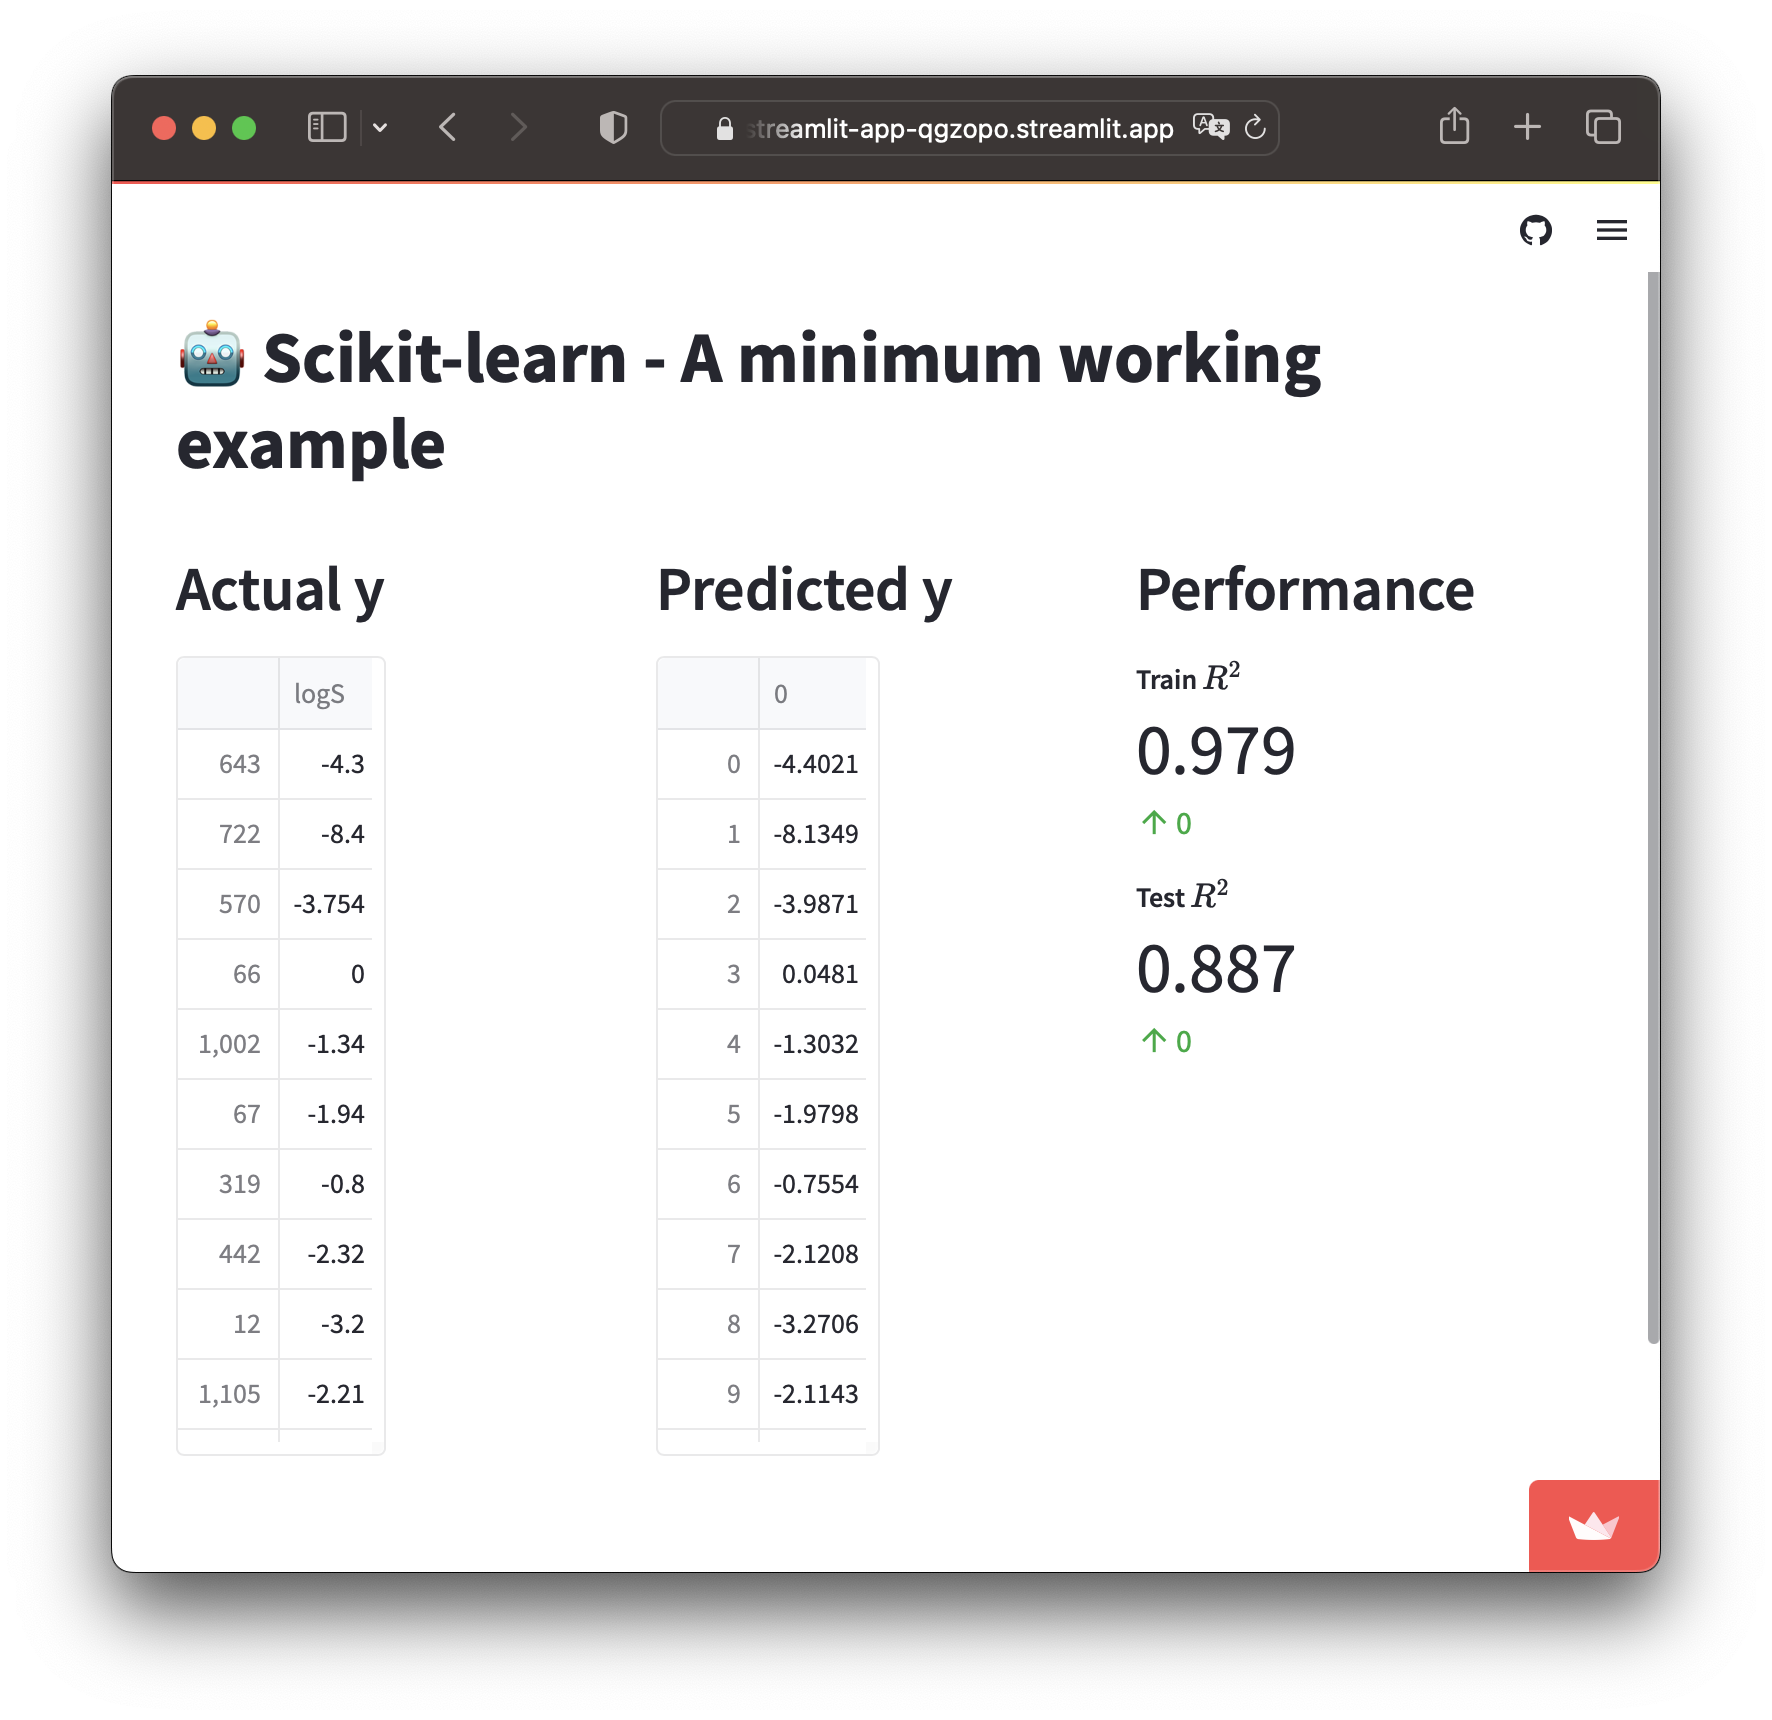 streamlit-app-qgzopo.streamlit.app
Scikit-learn - A minimum working
example
Actual y
logS
643 -4.3
722 -8.4
570 -3.754
66 0
1,002 -1.34
67 -1.94
319 -0.8
442 -2.32
12 -3.2
1,105 -2.21
Predicted y
0
0 -4.4021
1 -8.1349
2 -3.9871
3 0.0481
4 -1.3032
5 -1.9798
6 -0.7554
7 -2.1208
8 -3.2706
9 -2.1143
Performance
Train R²
0.979
↑ 0
Test R²
0.887
↑ 0